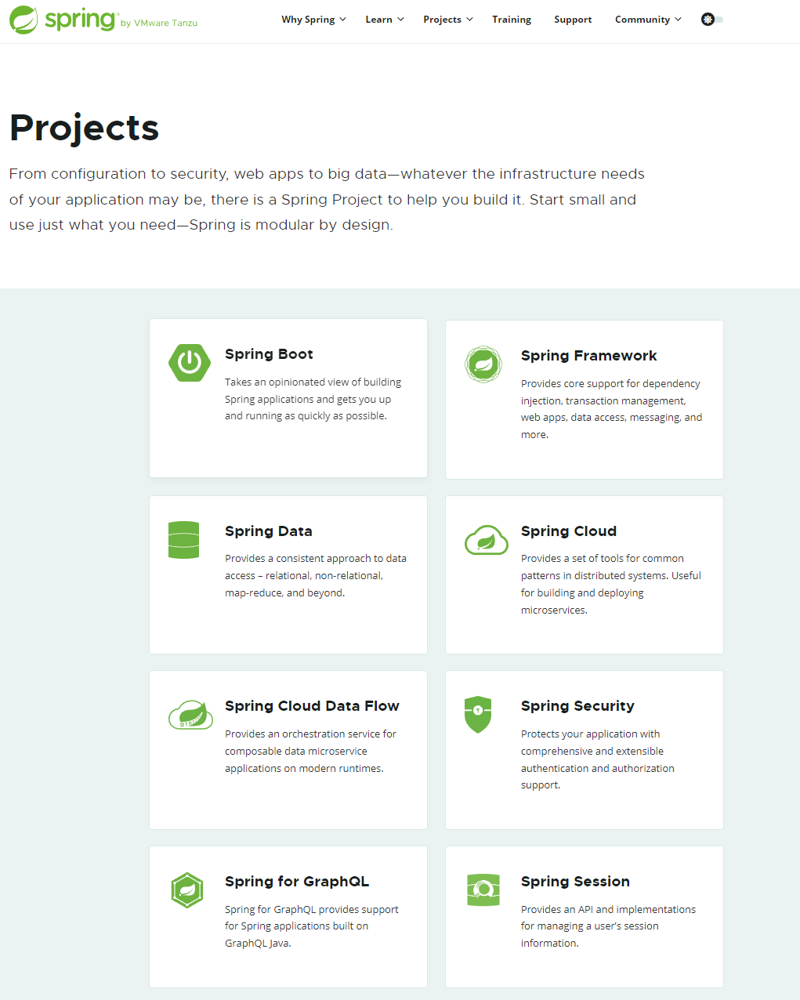 spring by VMware Tanzu
Why Spring Learn Projects Training Support Community
Projects
From configuration to security, web apps to big data—whatever the infrastructure needs
of your application may be, there is a Spring Project to help you build it. Start small and
use just what you need—Spring is modular by design.
Spring Boot
Takes an opinionated view of building
Spring applications and gets you up
and running as quickly as possible.
Spring Framework
Provides core support for dependency
injection, transaction management,
web apps, data access, messaging, and
more.
Spring Data
Provides a consistent approach to data
access – relational, non-relational,
map-reduce, and beyond.
Spring Cloud
Provides a set of tools for common
patterns in distributed systems. Useful
for building and deploying
microservices.
Spring Cloud Data Flow
Provides an orchestration service for
composable data microservice
applications on modern runtimes.
Spring Security
Protects your application with
comprehensive and extensible
authentication and authorization
support.
Spring for GraphQL
Spring for GraphQL provides support
for Spring applications built on
GraphQL Java.
Spring Session
Provides an API and implementations
for managing a user’s session
information.